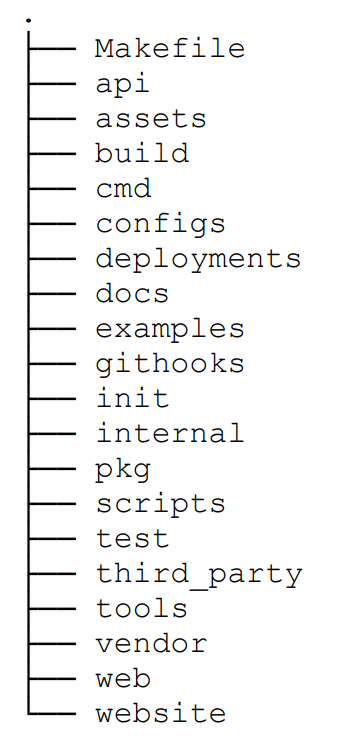 .
├── Makefile
├── api
├── assets
├── build
├── cmd
├── configs
├── deployments
├── docs
├── examples
├── githooks
├── init
├── internal
├── pkg
├── scripts
├── test
├── third_party
├── tools
├── vendor
├── web
└── website